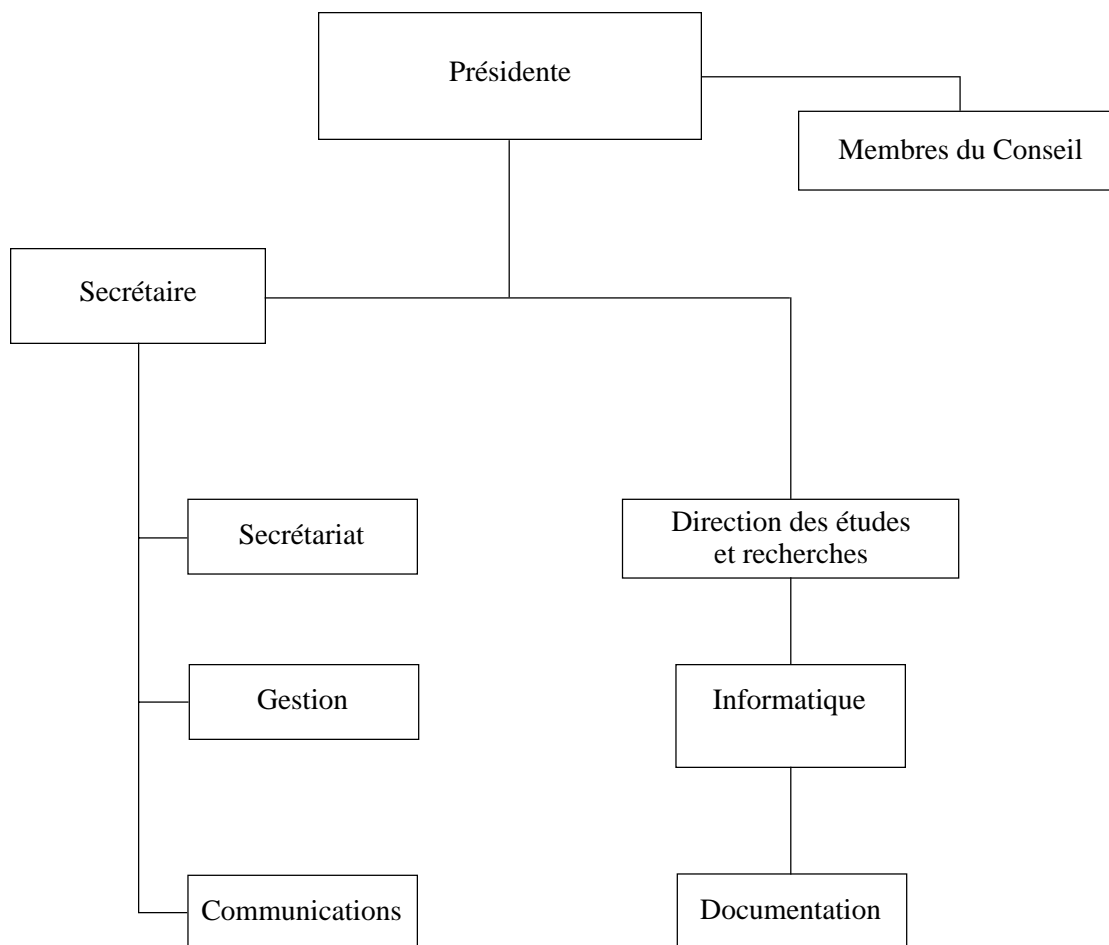 Présidente
Membres du Conseil
Secrétaire
Secrétariat
Direction des études
et recherches
Gestion
Informatique
Communications
Documentation